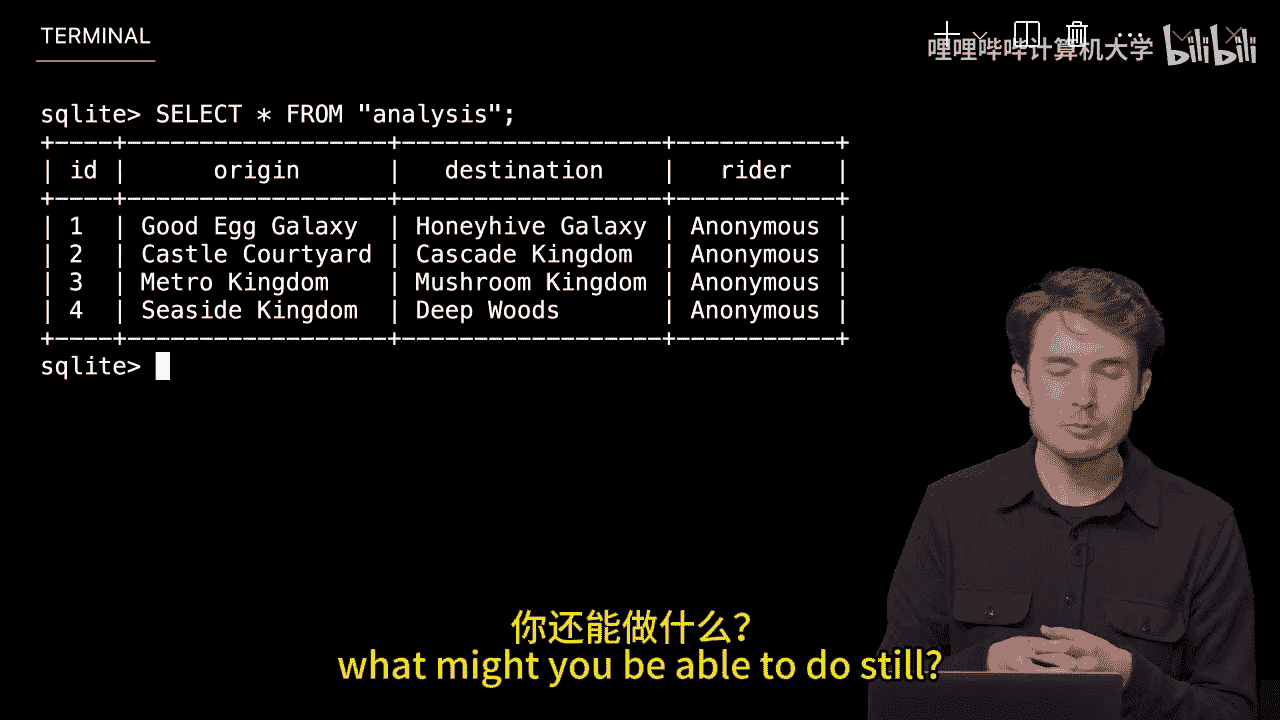 TERMINAL
哩哩哔哔计算机大学 bilibili
sqlite> SELECT * FROM "analysis";
+----+-----------------+------------------+-----------+
| id | origin | destination | rider |
+----+-----------------+------------------+-----------+
| 1 | Good Egg Galaxy | Honeyhive Galaxy | Anonymous |
| 2 | Castle Courtyard | Cascade Kingdom | Anonymous |
| 3 | Metro Kingdom | Mushroom Kingdom | Anonymous |
| 4 | Seaside Kingdom | Deep Woods | Anonymous |
+----+-----------------+------------------+-----------+
sqlite>
你还能做什么?
what might you be able to do still?